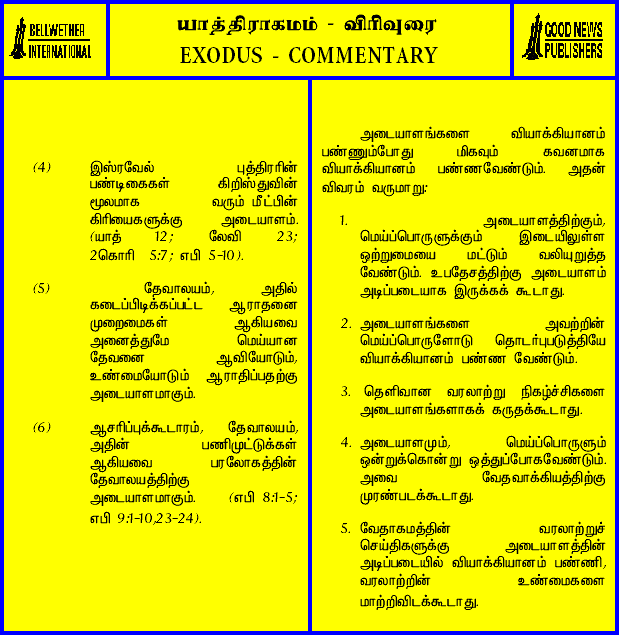 BELLWETHER
INTERNATIONAL
யாத்திராகமம் - விரிவுரை
EXODUS - COMMENTARY
GOOD NEWS
PUBLISHERS
(4) இஸ்ரவேல் புத்திரரின்
பண்டிகைகள் கிறிஸ்துவின்
மூலமாக வரும் மீட்பின்
கிரியைகளுக்கு அடையாளம்.
(யாத் 12; லேவி 23;
2கொரி 5:7; எபி 5-10).
(5) தேவாலயம், அதில்
கடைப்பிடிக்கப்பட்ட ஆராதனை
முறைமைகள் ஆகியவை
அனைத்துமே மெய்யான
தேவனை ஆவியோடும்,
உண்மையோடும் ஆராதிப்பதற்கு
அடையாளமாகும்.
(6) ஆசரிப்புக்கூடாரம், தேவாலயம்,
அதின் பணிமுட்டுக்கள்
ஆகியவை பரலோகத்தின்
தேவாலயத்திற்கு
அடையாளமாகும். (எபி 8:1-5;
எபி 9:1-10,23-24).
அடையாளங்களை வியாக்கியானம்
பண்ணும்போது மிகவும் கவனமாக
வியாக்கியானம் பண்ணவேண்டும். அதன்
விவரம் வருமாறு:
1. அடையாளத்திற்கும்,
மெய்ப்பொருளுக்கும் இடையிலுள்ள
ஒற்றுமையை மட்டும் வலியுறுத்த
வேண்டும். உபதேசத்திற்கு அடையாளம்
அடிப்படையாக இருக்கக் கூடாது.
2. அடையாளங்களை அவற்றின்
மெய்ப்பொருளோடு தொடர்புபடுத்தியே
வியாக்கியானம் பண்ண வேண்டும்.
3. தெளிவான வரலாற்று நிகழ்ச்சிகளை
அடையாளங்களாகக் கருதக்கூடாது.
4. அடையாளமும், மெய்ப்பொருளும்
ஒன்றுக்கொன்று ஒத்துப்போகவேண்டும்.
அவை வேதவாக்கியத்திற்கு
முரண்படக்கூடாது.
5. வேதாகமத்தின் வரலாற்றுச்
செய்திகளுக்கு அடையாளத்தின்
அடிப்படையில் வியாக்கியானம் பண்ணி,
வரலாற்றின் உண்மைகளை
மாற்றிவிடக்கூடாது.